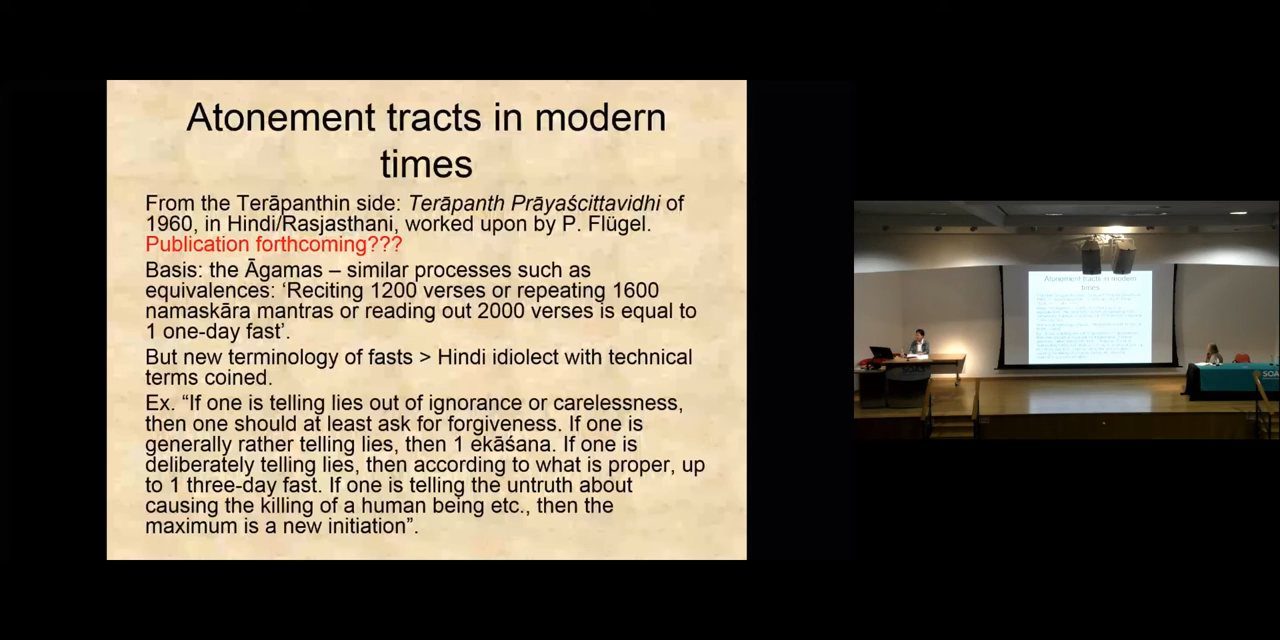 Atonement tracts in modern
times
From the Terāpanthin side: Terāpanth Prāyaścittavidhi of
1960, in Hindi/Rasjasthani, worked upon by P. Flügel.
Publication forthcoming???
Basis: the Āgamas – similar processes such as
equivalences: ‘Reciting 1200 verses or repeating 1600
namaskāra mantras or reading out 2000 verses is equal to
1 one-day fast’.
But new terminology of fasts > Hindi idiolect with technical
terms coined.
Ex. “If one is telling lies out of ignorance or carelessness,
then one should at least ask for forgiveness. If one is
generally rather telling lies, then 1 ekāśana. If one is
deliberately telling lies, then according to what is proper, up
to 1 three-day fast. If one is telling the untruth about
causing the killing of a human being etc., then the
maximum is a new initiation”.
Atonement tracts in modern
times
SOA